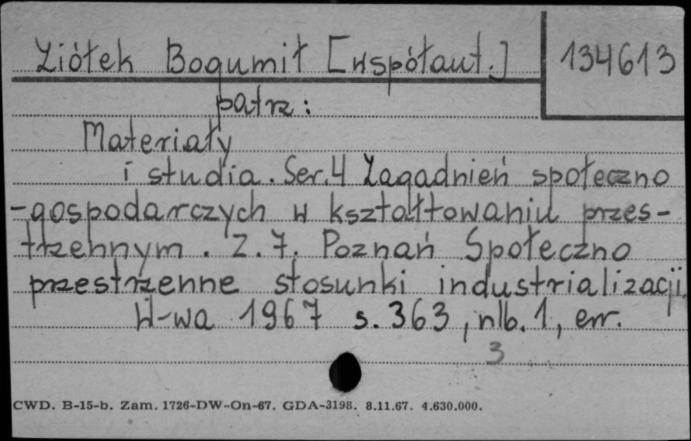 Ziółek Bogumił [współaut.] 134613
patrz:
Materiały
i studia. Ser. 4 Zagadnień społeczno
-gospodarczych w kształtowaniu przes-
trzennym. Z. 7. Poznań Społeczno
przestrzenne stosunki industrializacji.
W-wa 1967 s. 363, nlb. 1, err.
3
CWD. B-15-b. Zam. 1726-DW-On-67. GDA-3198. 8.11.67. 4.630.000.